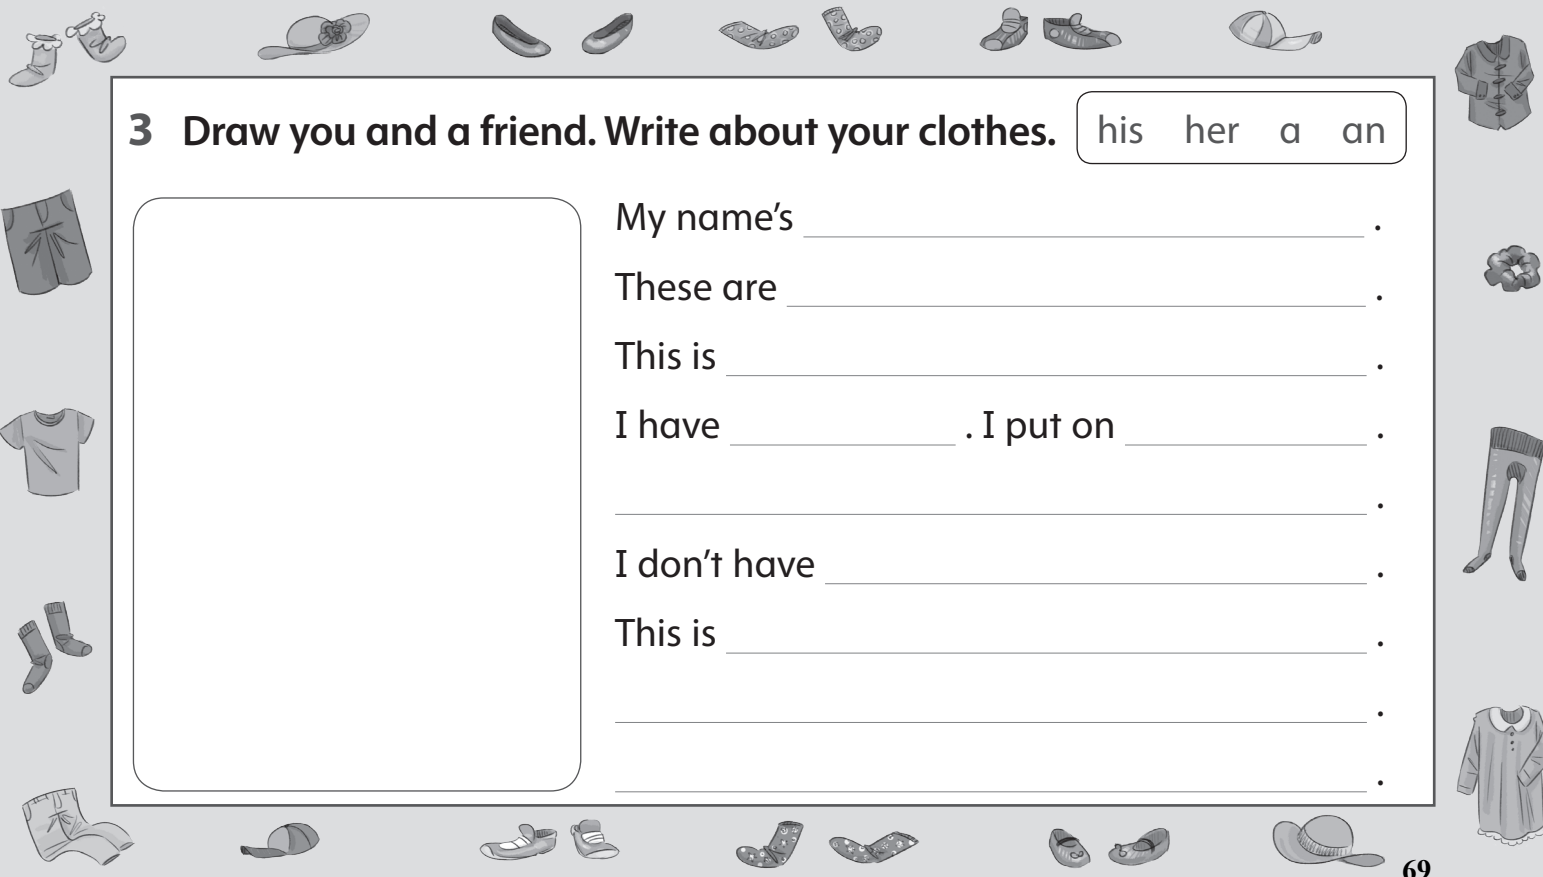 3 Draw you and a friend. Write about your clothes.
his her a an
My name’s .
These are .
This is .
I have . I put on .
.
I don’t have .
This is .
.
.
69